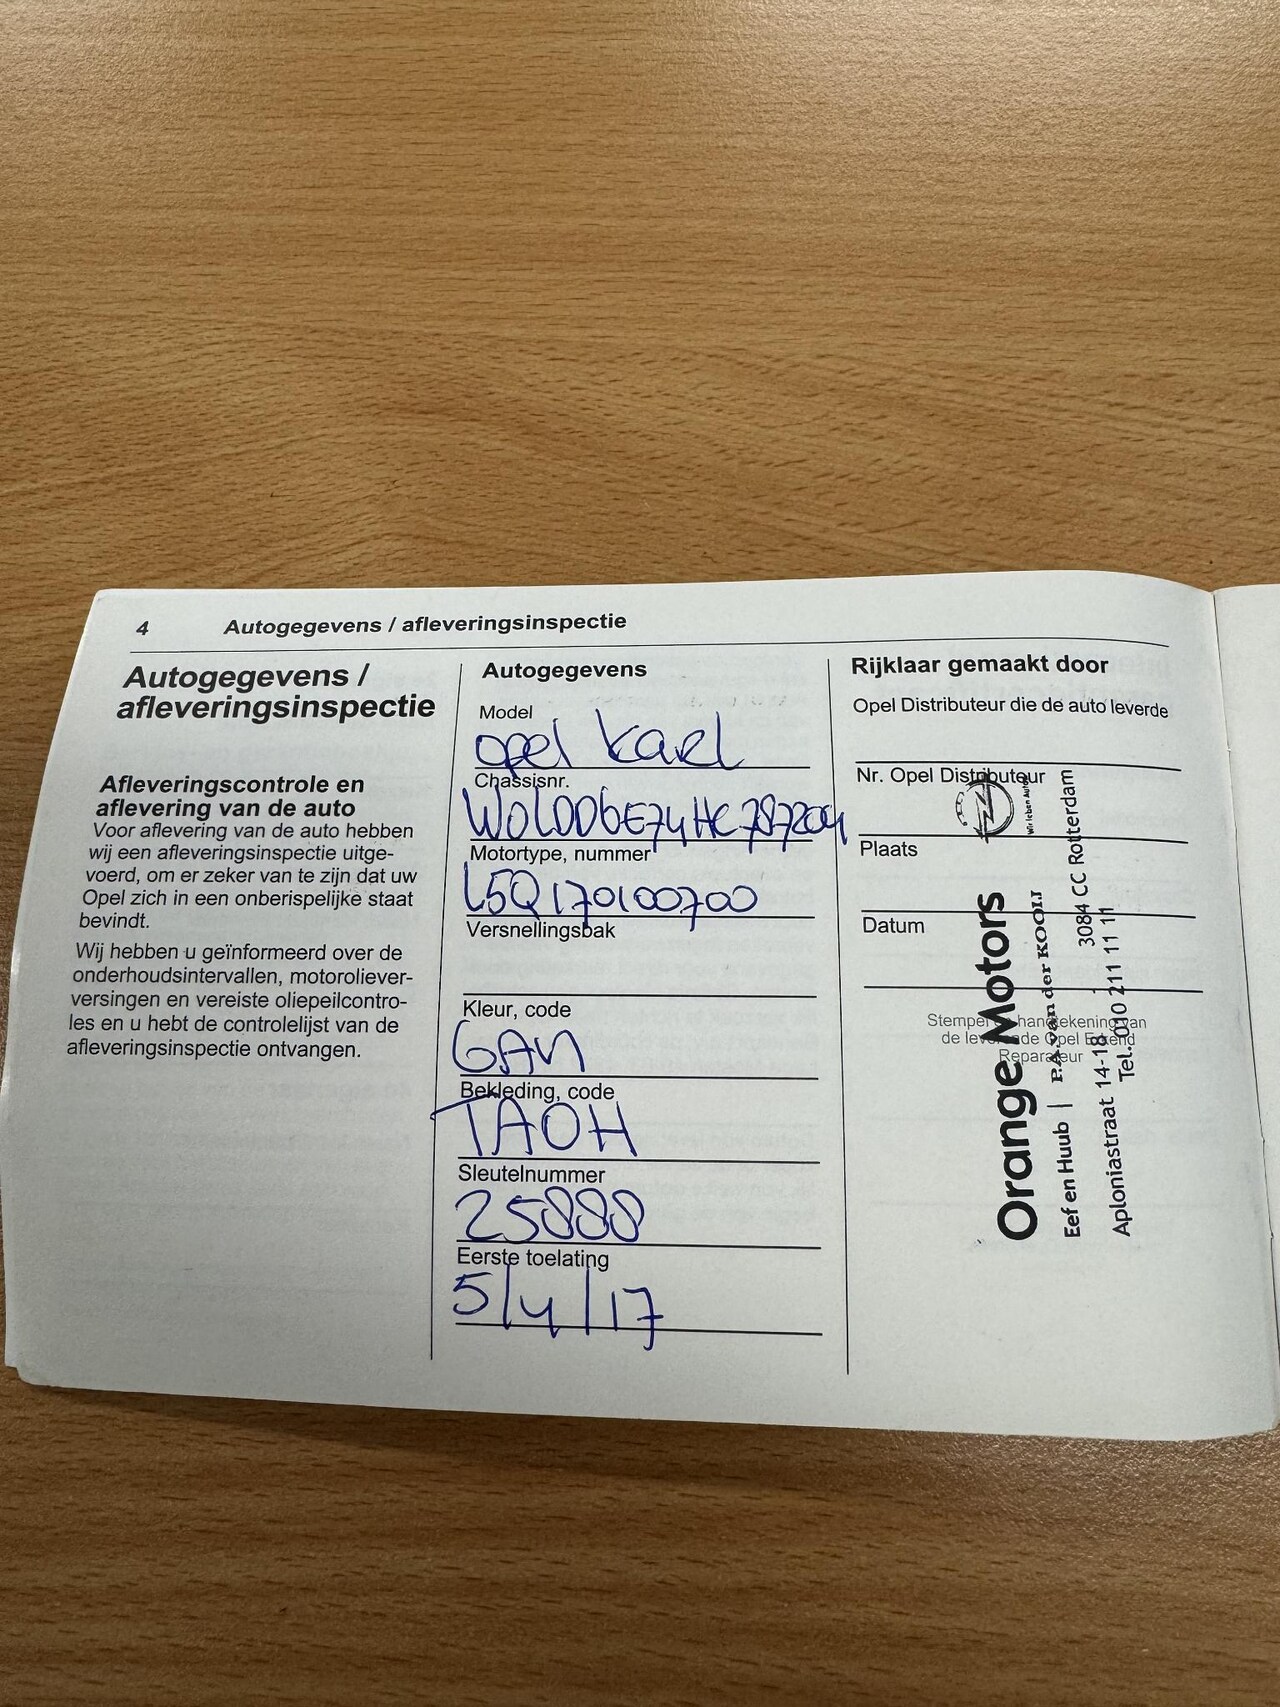 4 Autogegevens / afleveringsinspectie
Autogegevens /
afleveringsinspectie
Afleveringscontrole en
aflevering van de auto
Voor aflevering van de auto hebben
wij een afleveringsinspectie uitge-
voerd, om er zeker van te zijn dat uw
Opel zich in een onberispelijke staat
bevindt.
Wij hebben u geïnformeerd over de
onderhoudsintervallen, motoroliever-
versingen en vereiste oliepeilcontro-
les en u hebt de controlelijst van de
afleveringsinspectie ontvangen.
Autogegevens
Model
Opel Karl
Chassisnr.
W0L0D6E74HC787204
Motortype, nummer
L5Q170100700
Versnellingsbak
Kleur, code
GAN
Bekleding, code
TAOH
Sleutelnummer
25888
Eerste toelating
5/4/17
Rijklaar gemaakt door
Opel Distributeur die de auto leverde
Nr. Opel Distributeur
Plaats
Datum
Stempel en handtekening van
de leverende Opel Erkend
Reparateur
Wir leben Autos
Orange Motors
Eef en Huub | P.A. van der KOOIJ
Aploniastraat 14-18 3084 CC Rotterdam
Tel. 010 211 11 11